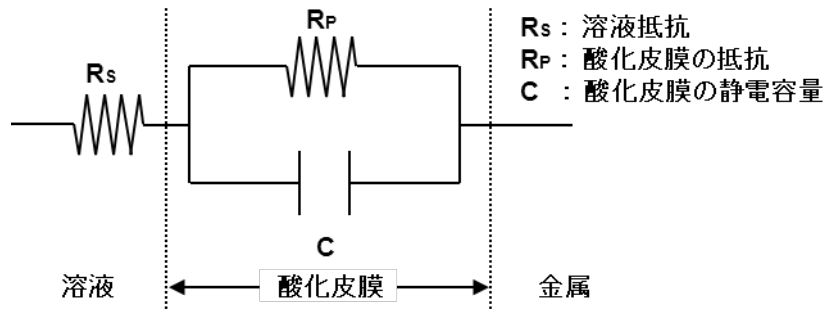 RP
RS
RS : 溶液抵抗
RP : 酸化皮膜の抵抗
C : 酸化皮膜の静電容量
C
溶液
酸化皮膜
金属